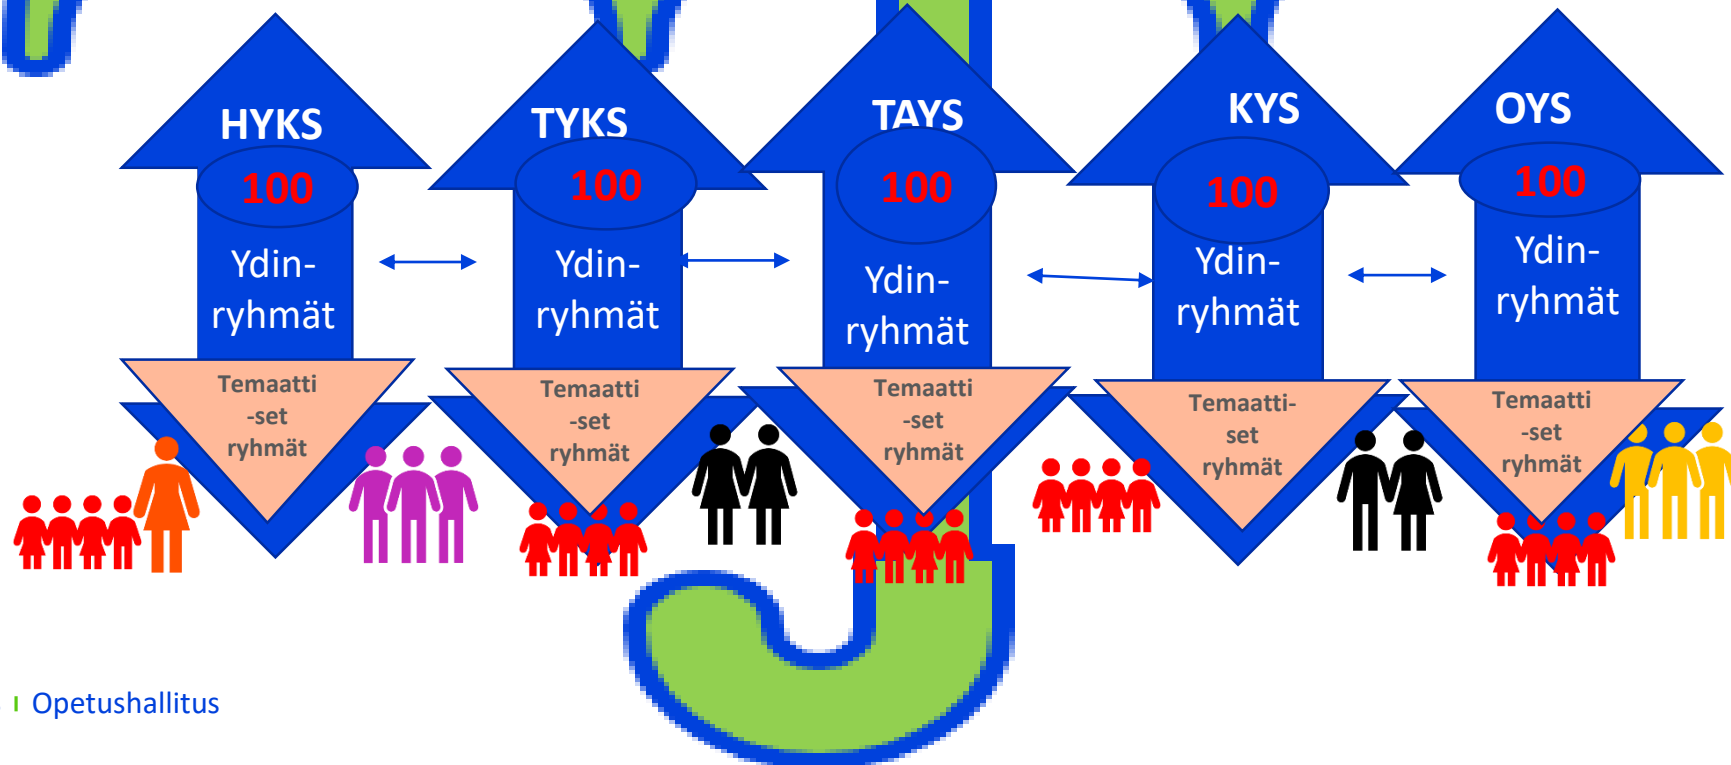 HYKS
100
Ydin-
ryhmät
Temaatti
-set
ryhmät
TYKS
100
Ydin-
ryhmät
Temaatti
-set
ryhmät
TAYS
100
Ydin-
ryhmät
Temaatti
-set
ryhmät
KYS
100
Ydin-
ryhmät
Temaatti-
set
ryhmät
OYS
100
Ydin-
ryhmät
Temaatti
-set
ryhmät
Opetushallitus